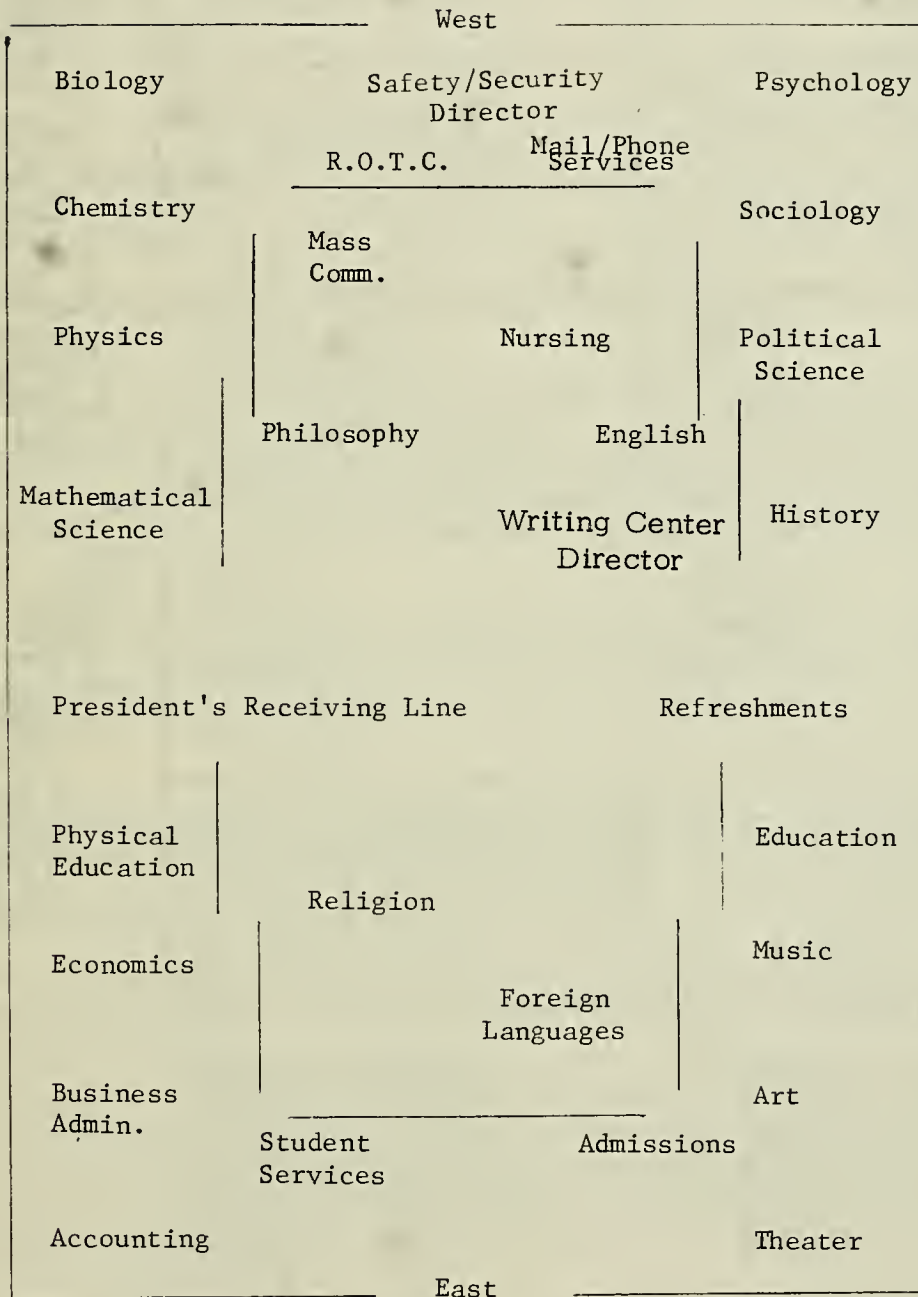 West
Biology
Safety/Security
Director
Psychology
R.O.T.C.
Mail/Phone
Services
Chemistry
Sociology
Mass
Comm.
Physics
Nursing
Political
Science
Philosophy
English
Mathematical
Science
Writing Center
Director
History
President's Receiving Line
Refreshments
Physical
Education
Education
Religion
Economics
Music
Foreign
Languages
Business
Admin.
Art
Student
Services
Admissions
Accounting
Theater
East